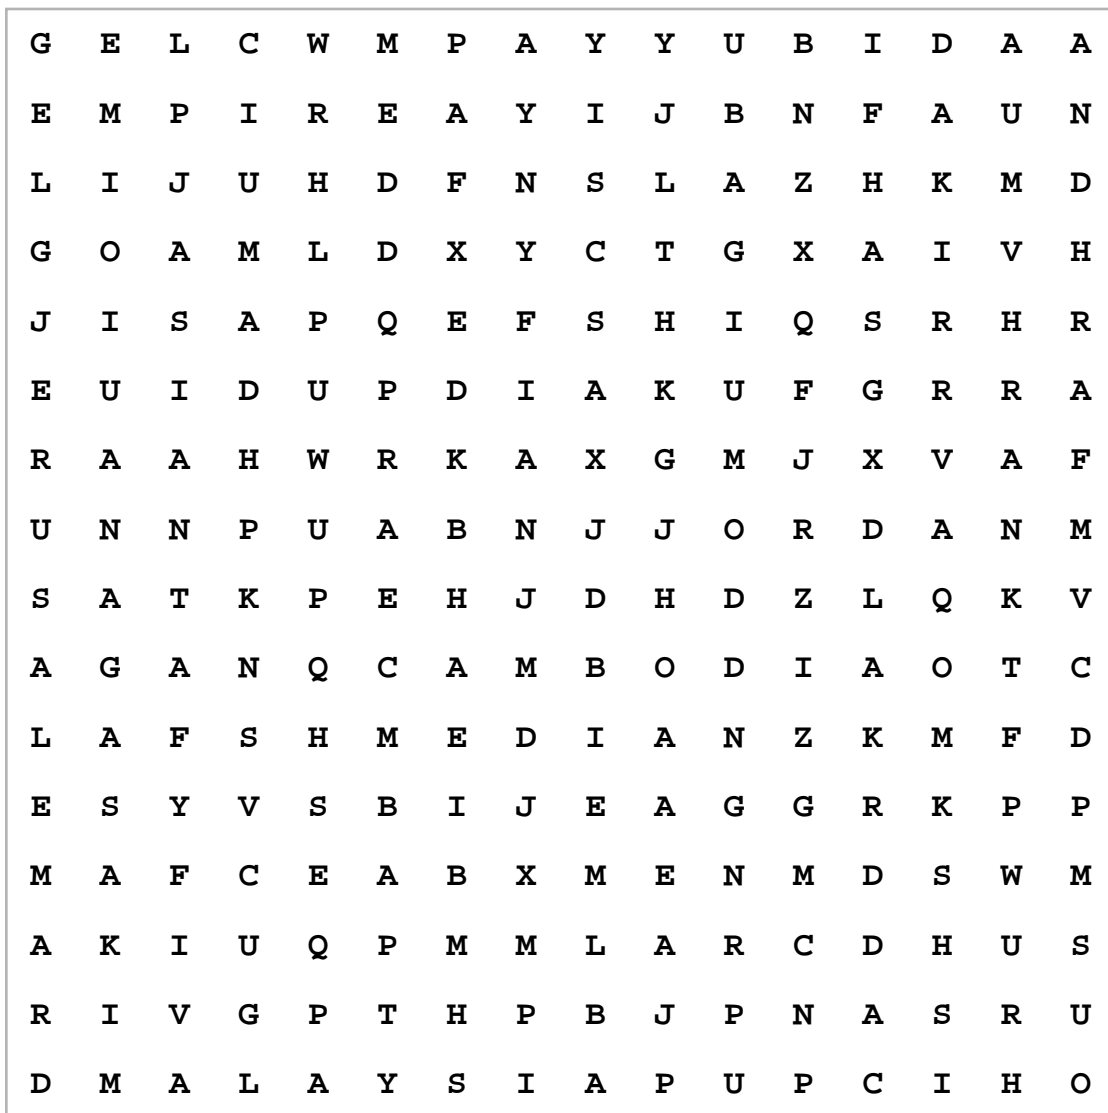 G E L C W M P A Y Y U B I D A A
E M P I R E A Y I J B N F A U N
L I J U H D F N S L A Z H K M D
G O A M L D X Y C T G X A I V H
J I S A P Q E F S H I Q S R H R
E U I D U P D I A K U F G R R A
R A A H W R K A X G M J X V A F
U N N P U A B N J J O R D A N M
S A T K P E H J D H D Z L Q K V
A G A N Q C A M B O D I A O T C
L A F S H M E D I A N Z K M F D
E S Y V S B I J E A G G R K P P
M A F C E A B X M E N M D S W M
A K I U Q P M M L A R C D H U S
R I V G P T H P B J P N A S R U
D M A L A Y S I A P U P C I H O